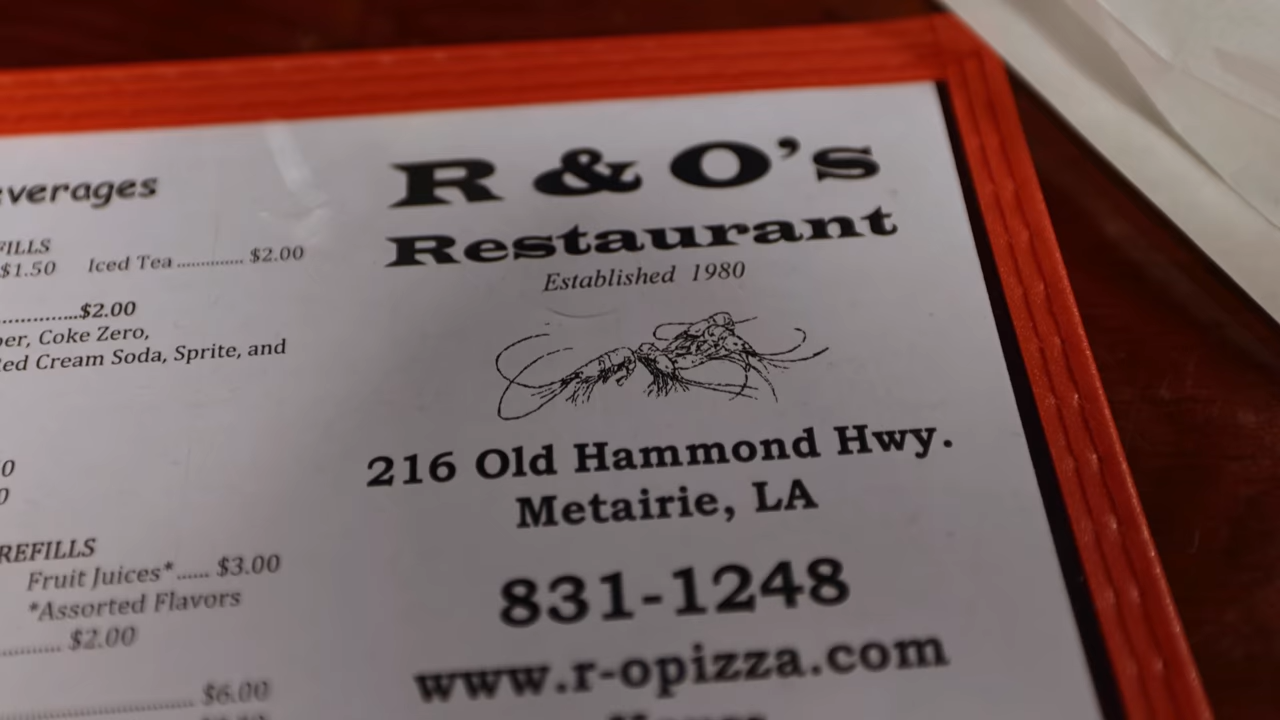 everages
FILLS
$1.50 Iced Tea ............. $2.00
..............$2.00
per, Coke Zero,
Red Cream Soda, Sprite, and
0
0
REFILLS
Fruit Juices* ...... $3.00
*Assorted Flavors
............ $2.00
............................ $6.00
R & O's
Restaurant
Established 1980
216 Old Hammond Hwy.
Metairie, LA
831-1248
www.r-opizza.com